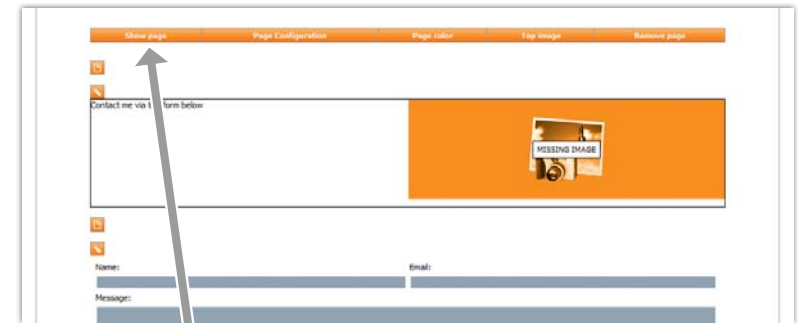 Show page Page Configuration Page color Top image Remove page
Contact me via t form below
MISSING IMAGE
Name: Email:
Message: